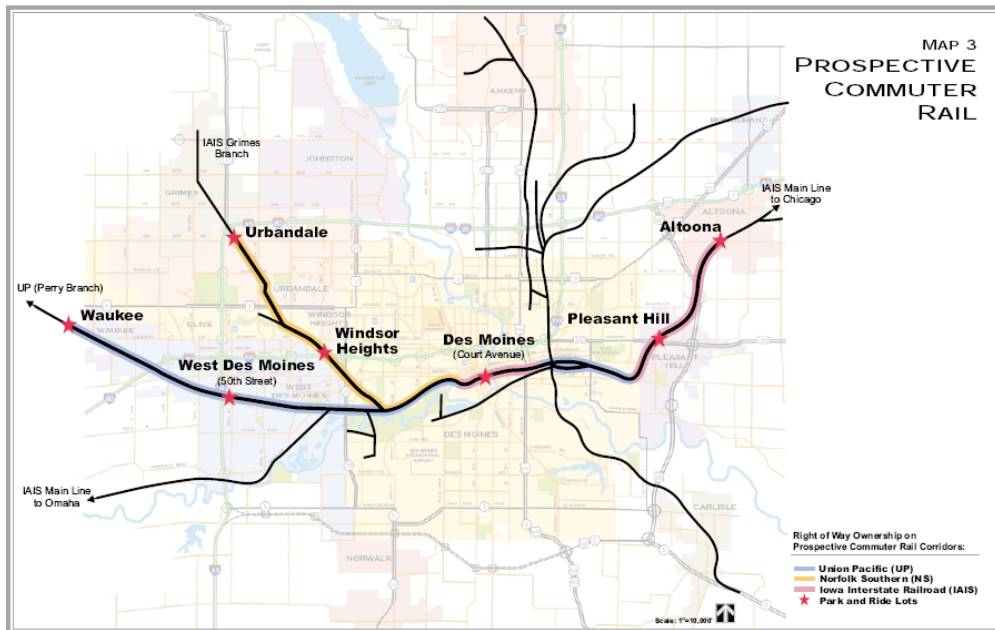 MAP 3
PROSPECTIVE
COMMUTER
RAIL
ANKENY
IAIS Grimes
Branch
JOHNSTON
GRIMES
IAIS Main Line
to Chicago
ALTOONA
Altoona
Urbandale
UP (Perry Branch)
URBANDALE
Waukee
WAUKEE
CLIVE
WINDSOR
HEIGHTS
Windsor
Heights
Des Moines
(Court Avenue)
Pleasant Hill
PLEASANT
HILL
West Des Moines
(50th Street)
WEST
DES MOINES
DES MOINES
IAIS Main Line
to Omaha
CARLISLE
NORWALK
Right of Way Ownership on
Prospective Commuter Rail Corridors:
Union Pacific (UP)
Norfolk Southern (NS)
Iowa Interstate Railroad (IAIS)
Park and Ride Lots
Scale: 1"=10,000'